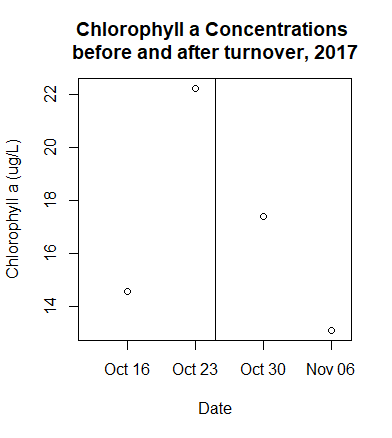 Chlorophyll a Concentrations
before and after turnover, 2017
Chlorophyll a (ug/L)
22
20
18
16
14
Oct 16 Oct 23 Oct 30 Nov 06
Date